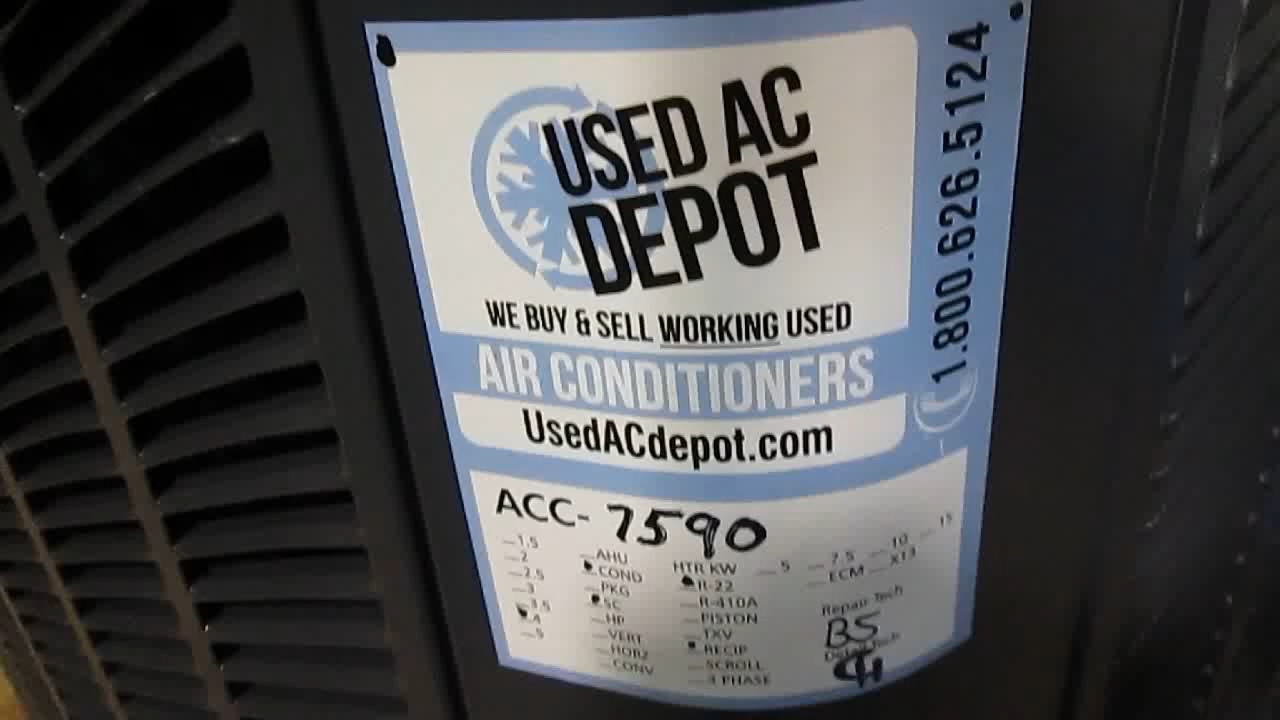 USED AC
DEPOT
WE BUY & SELL WORKING USED
AIR CONDITIONERS
UsedACdepot.com
1.800.626.5124
ACC- 7590
1.5
2
2.5
3
3.5
4
5
AHU
COND
PKG
SC
HP
VERT
HORZ
CONV
HTR KW 5 7.5 10 15
R-22 ECM X13
R-410A
PISTON
TXV
RECIP
SCROLL
3 PHASE
Repair Tech
BS
Tech
CH